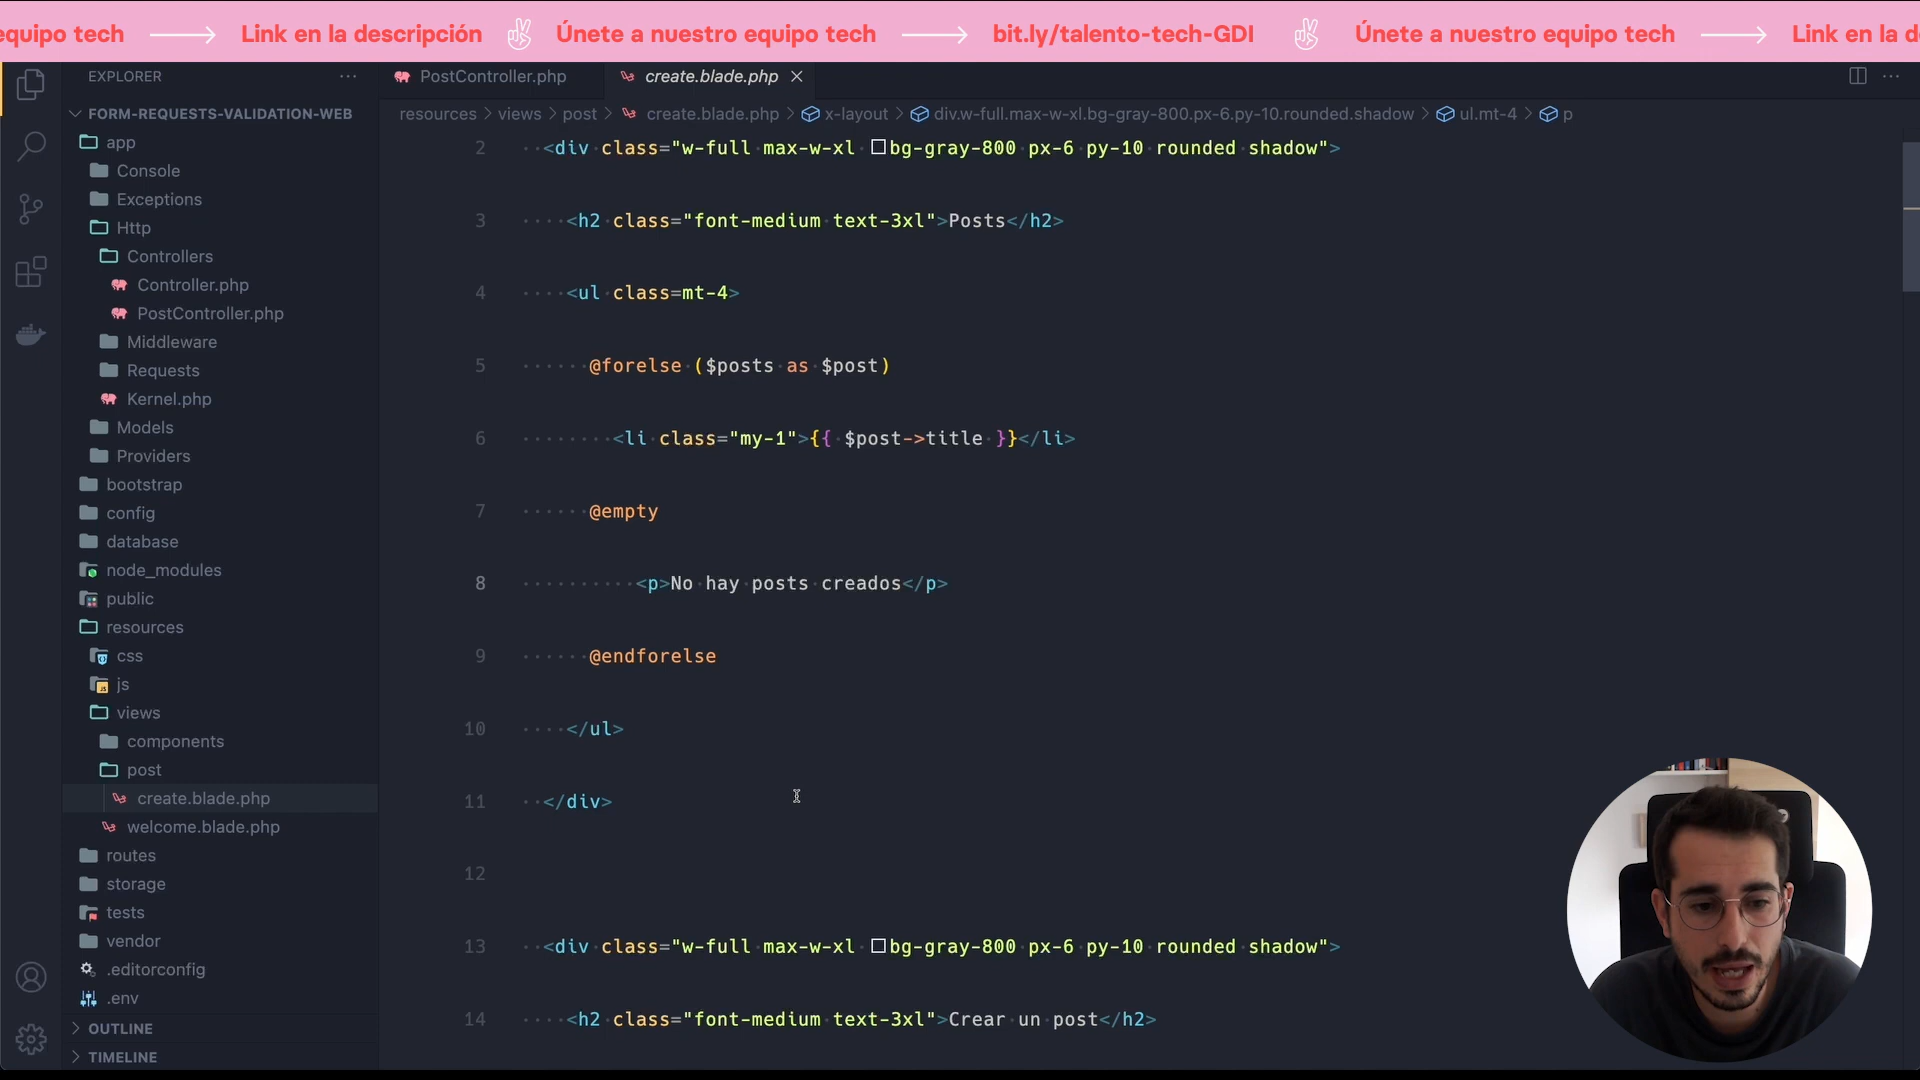 equipo tech → Link en la descripción ✌ Únete a nuestro equipo tech → bit.ly/talento-tech-GDI ✌ Únete a nuestro equipo tech → Link en la d
EXPLORER
FORM-REQUESTS-VALIDATION-WEB
app
Console
Exceptions
Http
Controllers
Controller.php
PostController.php
Middleware
Requests
Kernel.php
Models
Providers
bootstrap
config
database
node_modules
public
resources
css
js
views
components
post
create.blade.php
welcome.blade.php
routes
storage
tests
vendor
.editorconfig
.env
OUTLINE
TIMELINE
PostController.php create.blade.php
resources > views > post > create.blade.php > x-layout > div.w-full.max-w-xl.bg-gray-800.px-6.py-10.rounded.shadow > ul.mt-4 > p
2 <div class="w-full max-w-xl bg-gray-800 px-6 py-10 rounded shadow">
3 <h2 class="font-medium text-3xl">Posts</h2>
4 <ul class=mt-4>
5 @forelse ($posts as $post)
6 <li class="my-1">{{ $post->title }}</li>
7 @empty
8 <p>No hay posts creados</p>
9 @endforelse
10 </ul>
11 </div>
12
13 <div class="w-full max-w-xl bg-gray-800 px-6 py-10 rounded shadow">
14 <h2 class="font-medium text-3xl">Crear un post</h2>